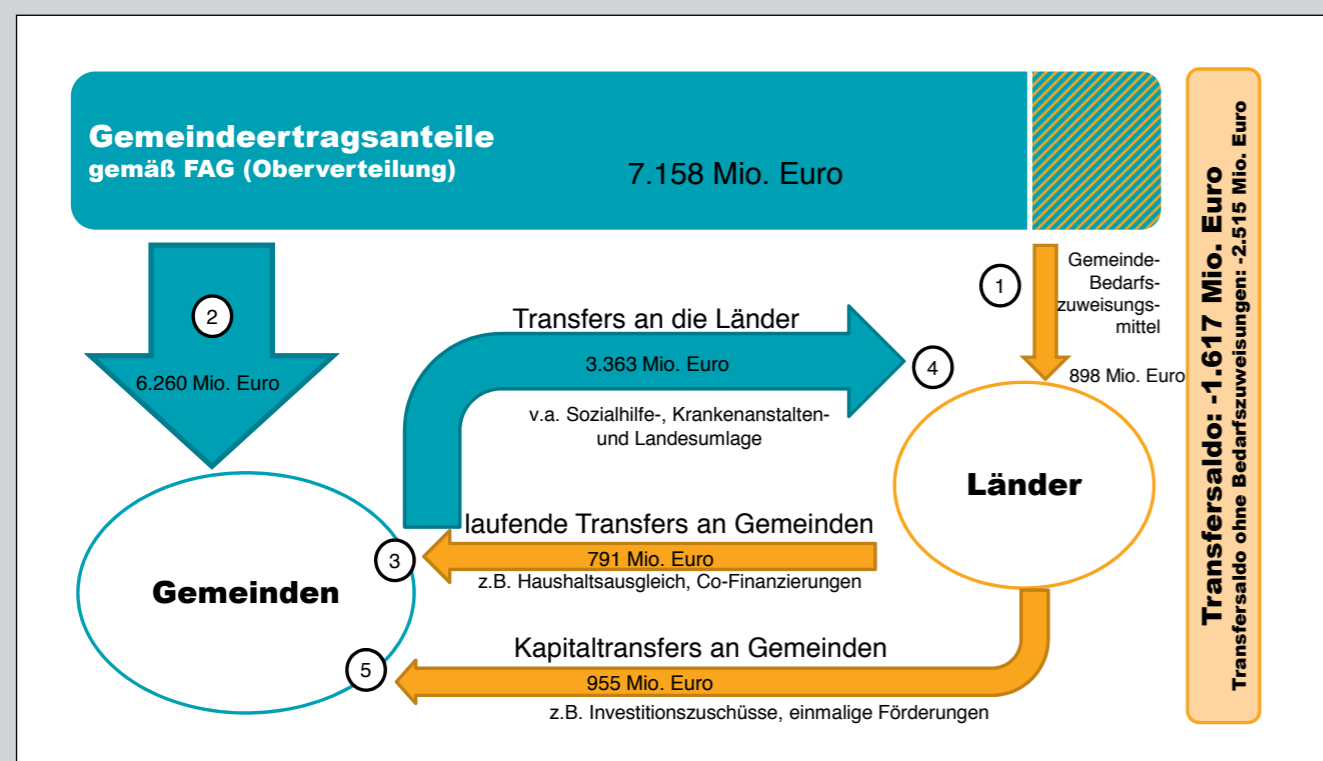 Gemeindeertragsanteile
gemäß FAG (Oberverteilung)
7.158 Mio. Euro
1
Gemeinde-
Bedarfs-
zuweisungs-
mittel
898 Mio. Euro
2
6.260 Mio. Euro
Transfers an die Länder
3.363 Mio. Euro
4
v.a. Sozialhilfe-, Krankenanstalten-
und Landesumlage
Länder
laufende Transfers an Gemeinden
3
791 Mio. Euro
z.B. Haushaltsausgleich, Co-Finanzierungen
Gemeinden
Kapitaltransfers an Gemeinden
5
955 Mio. Euro
z.B. Investitionszuschüsse, einmalige Förderungen
Transfersaldo: -1.617 Mio. Euro
Transfersaldo ohne Bedarfszuweisungen: -2.515 Mio. Euro